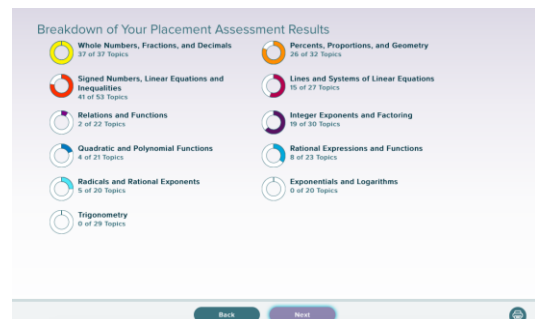 Breakdown of Your Placement Assessment Results
Whole Numbers, Fractions, and Decimals
37 of 37 Topics
Percents, Proportions, and Geometry
26 of 32 Topics
Signed Numbers, Linear Equations and
Inequalities
41 of 53 Topics
Lines and Systems of Linear Equations
15 of 27 Topics
Relations and Functions
2 of 22 Topics
Integer Exponents and Factoring
19 of 30 Topics
Quadratic and Polynomial Functions
4 of 21 Topics
Rational Expressions and Functions
8 of 23 Topics
Radicals and Rational Exponents
5 of 20 Topics
Exponentials and Logarithms
0 of 20 Topics
Trigonometry
0 of 29 Topics
Back
Next